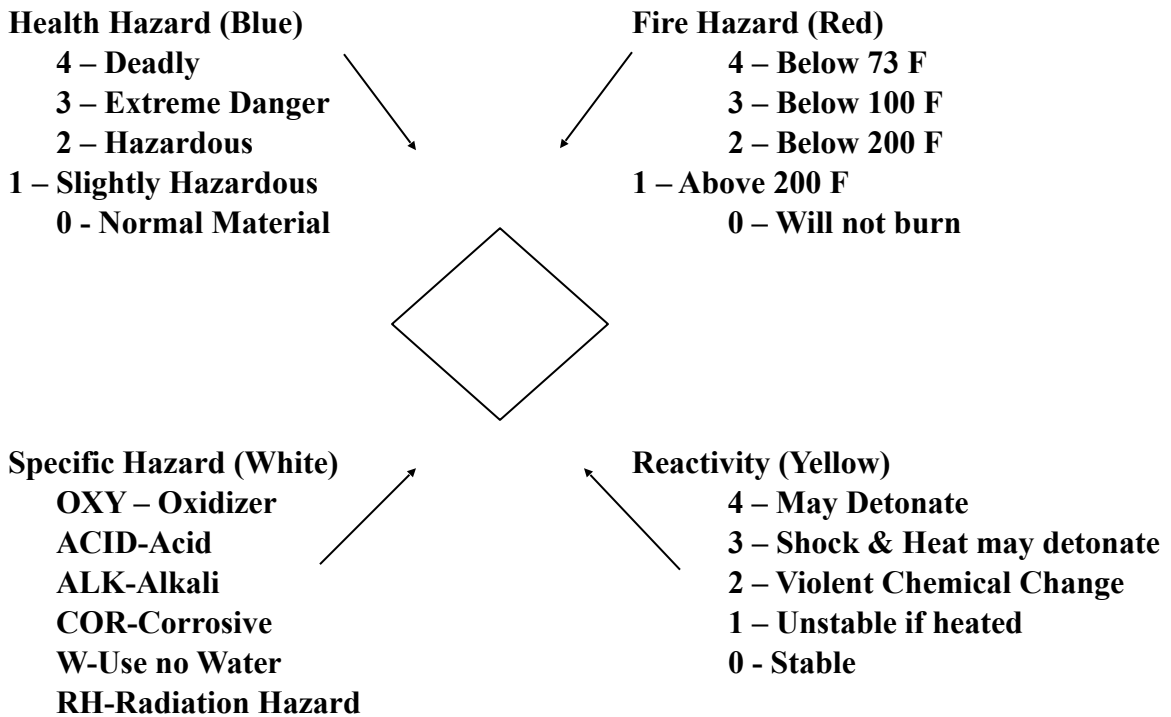 Health Hazard (Blue)
4 – Deadly
3 – Extreme Danger
2 – Hazardous
1 – Slightly Hazardous
0 - Normal Material
Fire Hazard (Red)
4 – Below 73 F
3 – Below 100 F
2 – Below 200 F
1 – Above 200 F
0 – Will not burn
Specific Hazard (White)
OXY – Oxidizer
ACID-Acid
ALK-Alkali
COR-Corrosive
W-Use no Water
RH-Radiation Hazard
Reactivity (Yellow)
4 – May Detonate
3 – Shock & Heat may detonate
2 – Violent Chemical Change
1 – Unstable if heated
0 - Stable